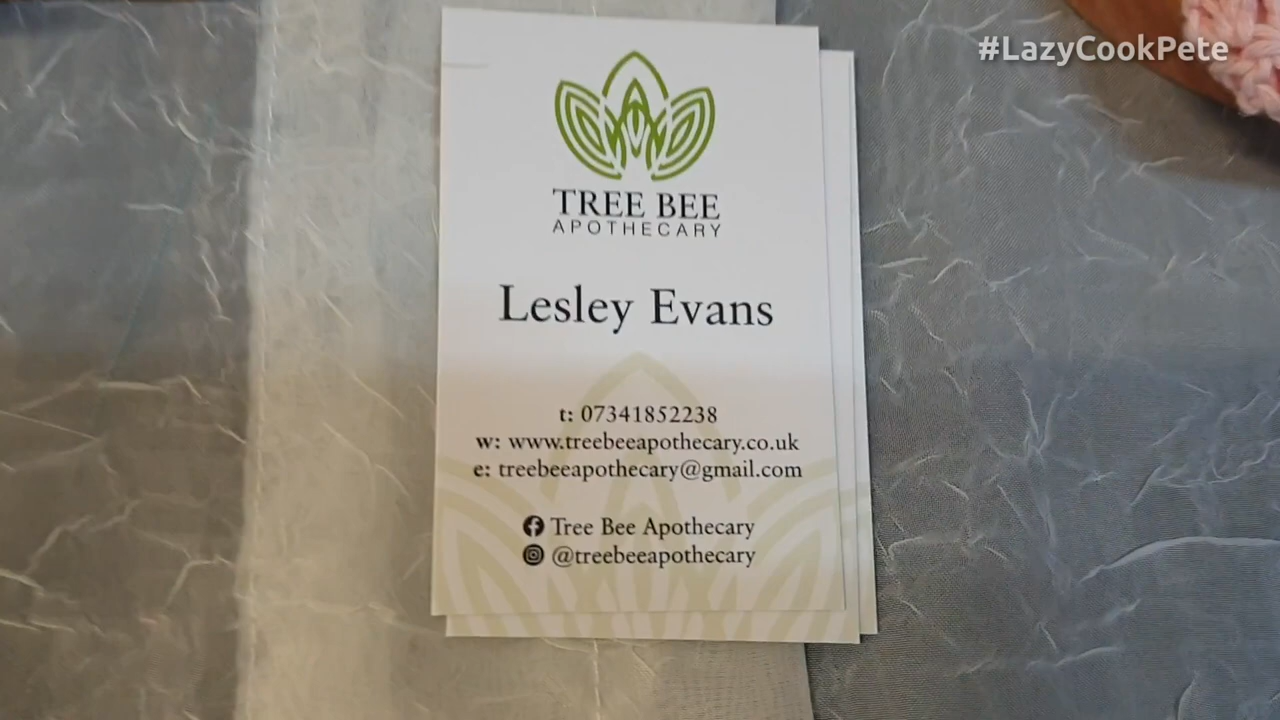 #LazyCookPete
TREE BEE
APOTHECARY
Lesley Evans
t: 07341852238
w: www.treebeeapothecary.co.uk
e: treebeeapothecary@gmail.com
Tree Bee Apothecary
@treebeeapothecary